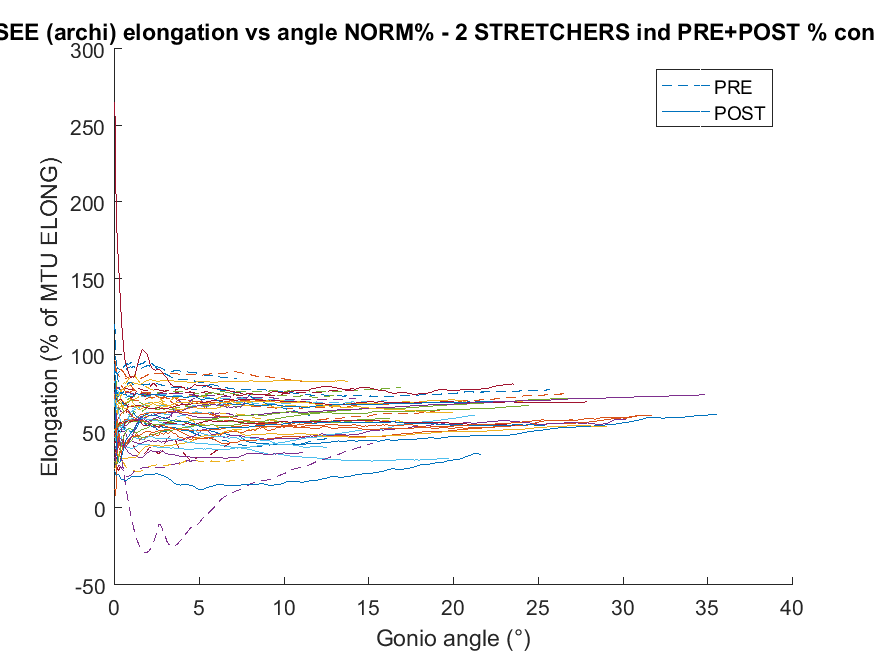 SEE (archi) elongation vs angle NORM% - 2 STRETCHERS ind PRE+POST % con
300
250
200
150
100
50
0
-50
Elongation (% of MTU ELONG)
PRE
POST
0 5 10 15 20 25 30 35 40
Gonio angle (°)